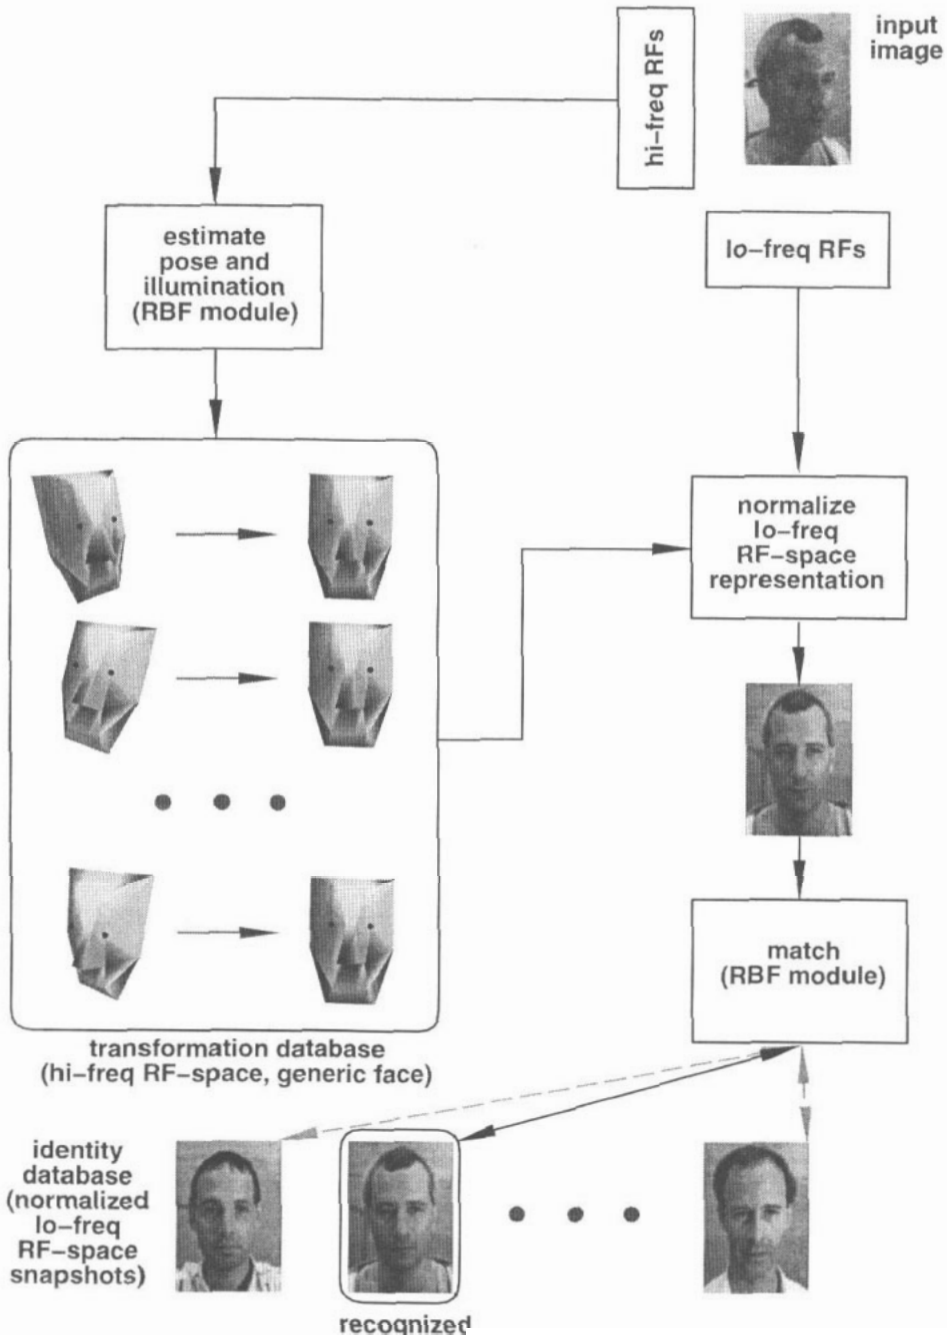 input
image
hi-freq RFs
lo-freq RFs
estimate
pose and
illumination
(RBF module)
normalize
lo-freq
RF-space
representation
match
(RBF module)
transformation database
(hi-freq RF-space, generic face)
identity
database
(normalized
lo-freq
RF-space
snapshots)
recognized